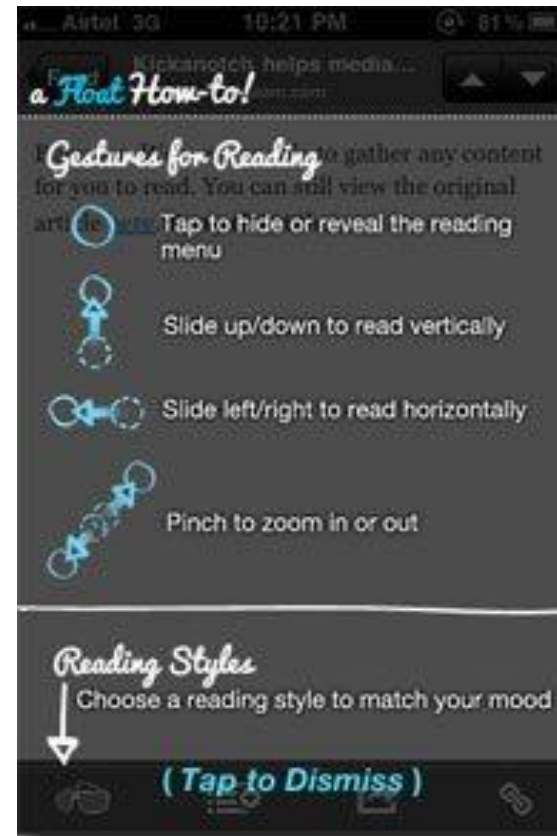 Airtel 3G 10:21 PM 81%
Kickanotch helps media...
a Float How-to!
Gestures for Reading
to gather any content
for you to read. You can still view the original
Tap to hide or reveal the reading
menu
Slide up/down to read vertically
Slide left/right to read horizontally
Pinch to zoom in or out
Reading Styles
Choose a reading style to match your mood
( Tap to Dismiss )